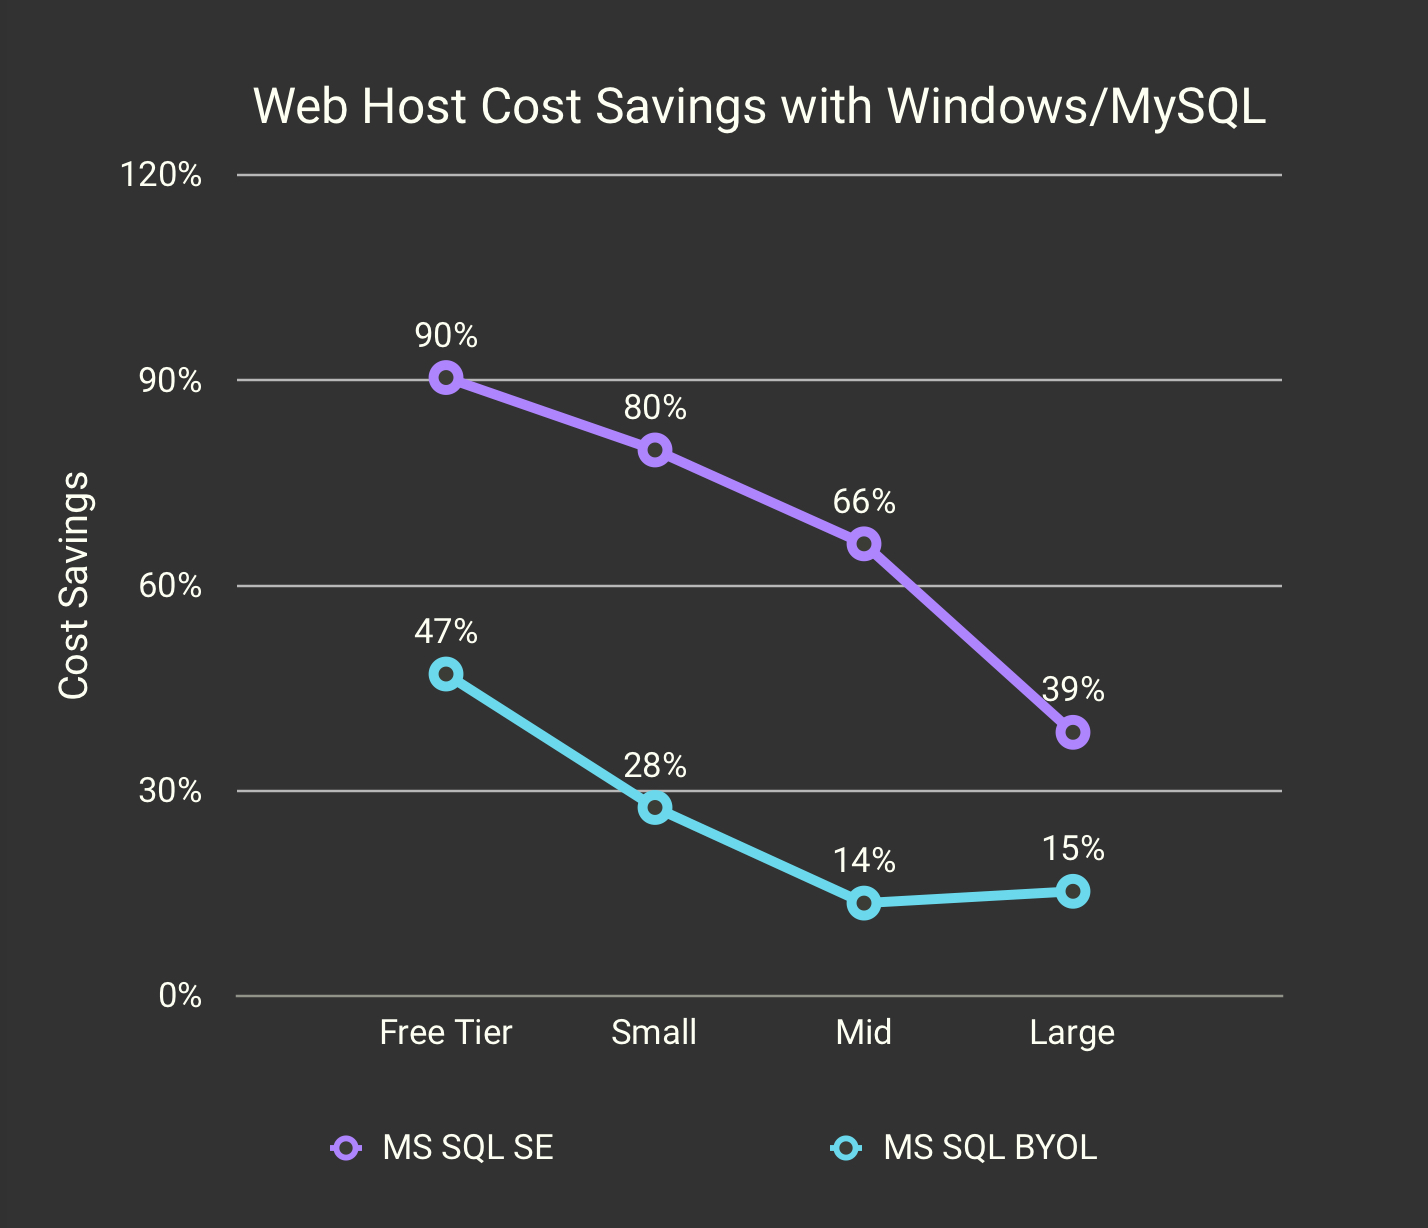 Web Host Cost Savings with Windows/MySQL
120%
90%
60%
30%
0%
Cost Savings
90%
80%
66%
39%
47%
28%
14%
15%
Free Tier
Small
Mid
Large
MS SQL SE
MS SQL BYOL